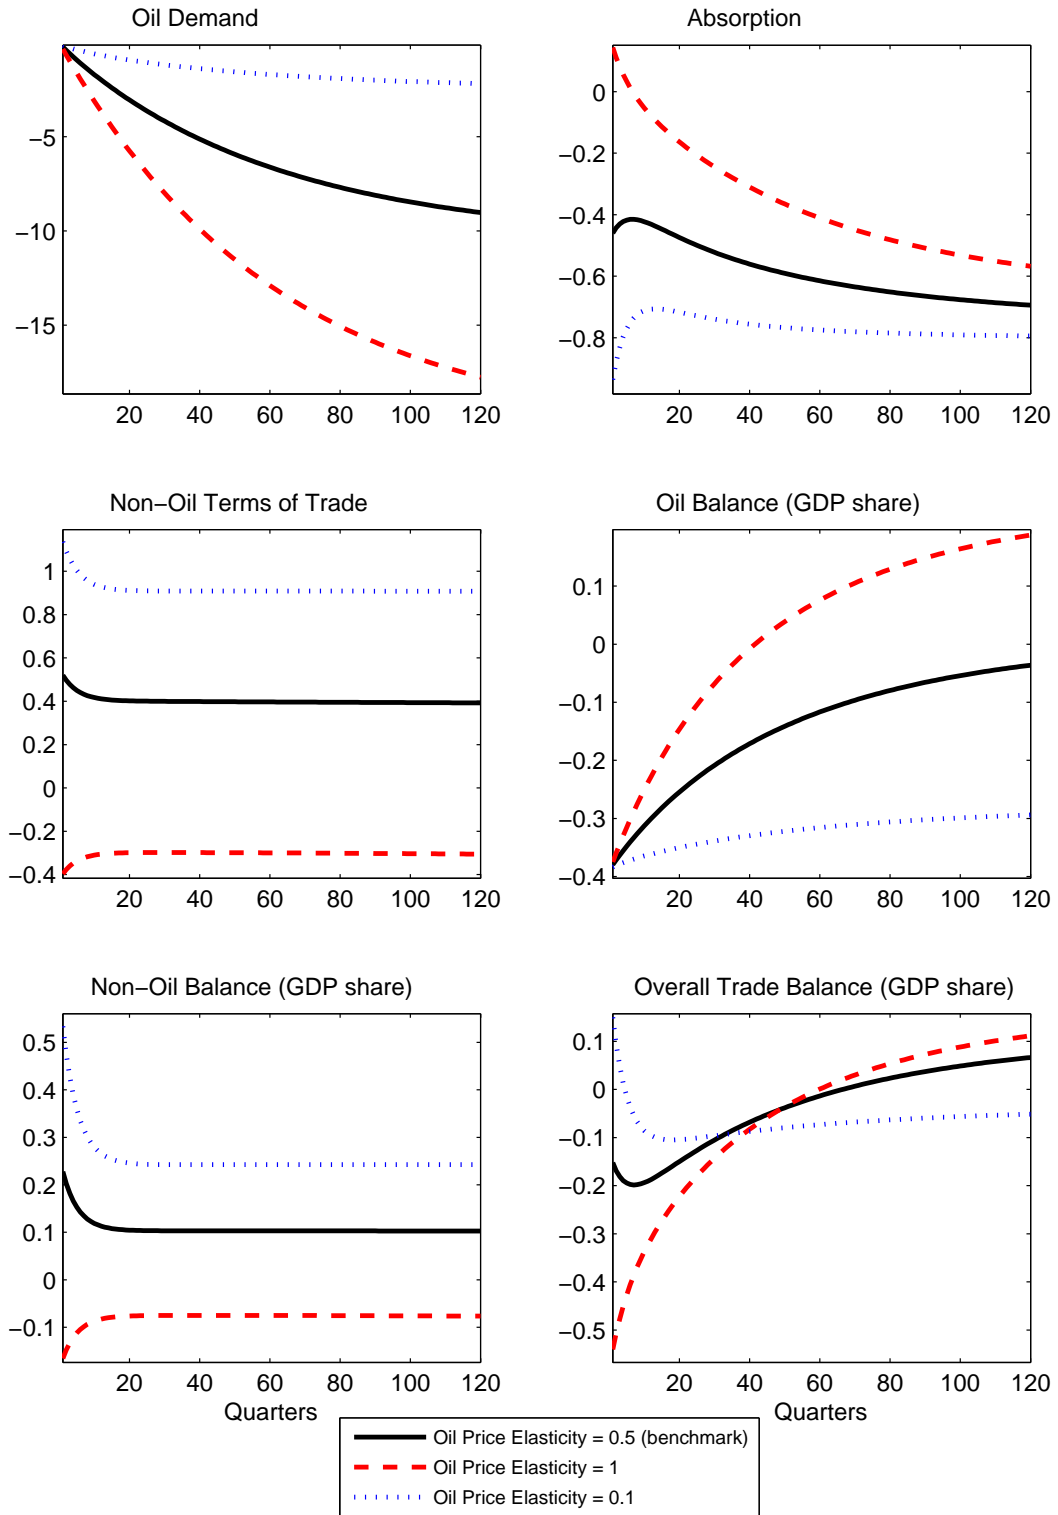 Oil Demand
−5
−10
−15
20 40 60 80 100 120
Absorption
0
−0.2
−0.4
−0.6
−0.8
20 40 60 80 100 120
Non−Oil Terms of Trade
1
0.8
0.6
0.4
0.2
0
−0.2
−0.4
20 40 60 80 100 120
Oil Balance (GDP share)
0.1
0
−0.1
−0.2
−0.3
−0.4
20 40 60 80 100 120
Non−Oil Balance (GDP share)
0.5
0.4
0.3
0.2
0.1
0
−0.1
20 40 60 80 100 120
Quarters
Overall Trade Balance (GDP share)
0.1
0
−0.1
−0.2
−0.3
−0.4
−0.5
20 40 60 80 100 120
Quarters
Oil Price Elasticity = 0.5 (benchmark)
Oil Price Elasticity = 1
Oil Price Elasticity = 0.1